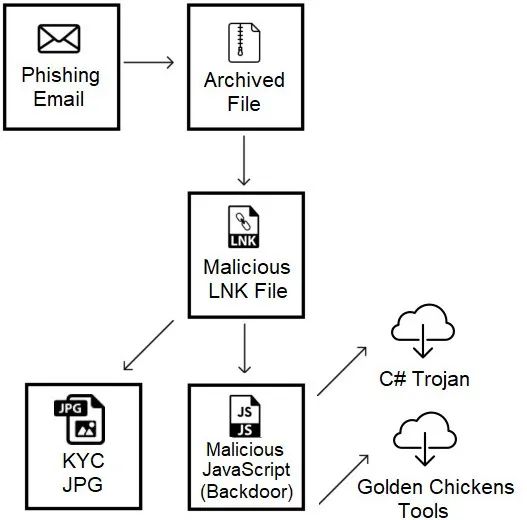 Phishing
Email
Archived
File
LNK
Malicious
LNK File
JPG
KYC
JPG
JS
JS
Malicious
JavaScript
(Backdoor)
C# Trojan
Golden Chickens
Tools